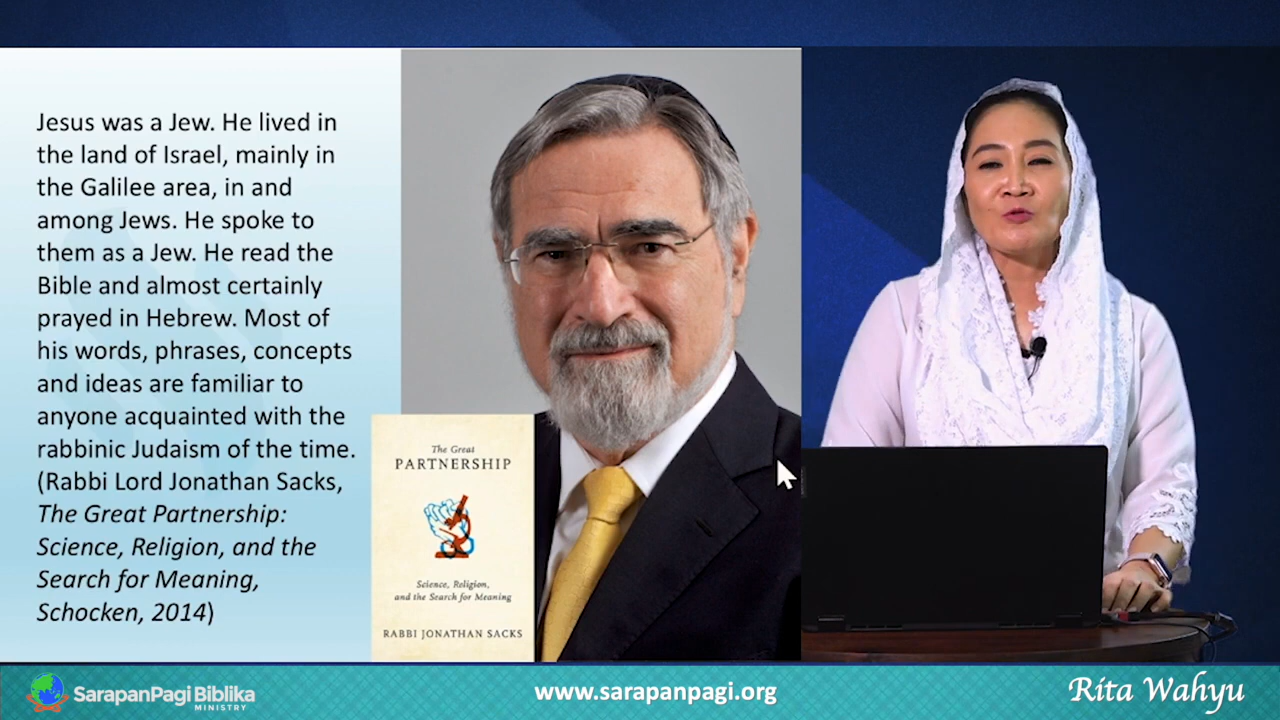 Jesus was a Jew. He lived in
the land of Israel, mainly in
the Galilee area, in and
among Jews. He spoke to
them as a Jew. He read the
Bible and almost certainly
prayed in Hebrew. Most of
his words, phrases, concepts
and ideas are familiar to
anyone acquainted with the
rabbinic Judaism of the time.
(Rabbi Lord Jonathan Sacks,
The Great Partnership:
Science, Religion, and the
Search for Meaning,
Schocken, 2014)
The Great
PARTNERSHIP
Science, Religion,
and the Search for Meaning
RABBI JONATHAN SACKS
SarapanPagi Biblika
MINISTRY
www.sarapanpagi.org
Rita Wahyu